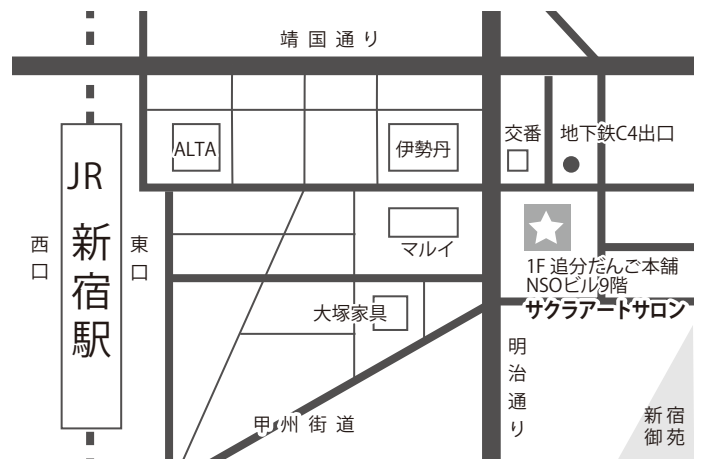 靖国通り
ALTA
伊勢丹
交番
地下鉄C4出口
JR
新宿駅
西口
東口
マルイ
1F 追分だんご本舗
NSOビル9階
サクラアートサロン
大塚家具
明治通り
甲州街道
新宿
御苑